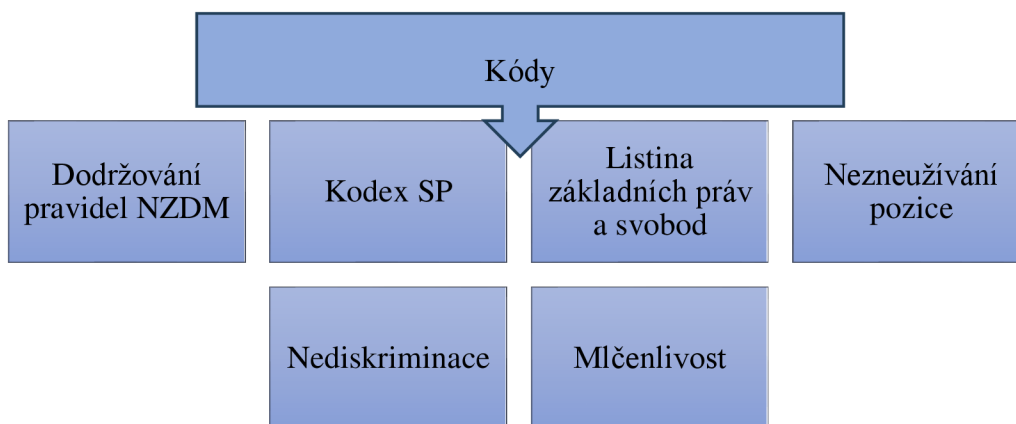 Kódy
Dodržování
pravidel NZDM
Kodex SP
Listina
základních práv
a svobod
Nezneužívání
pozice
Nediskriminace
Mlčenlivost